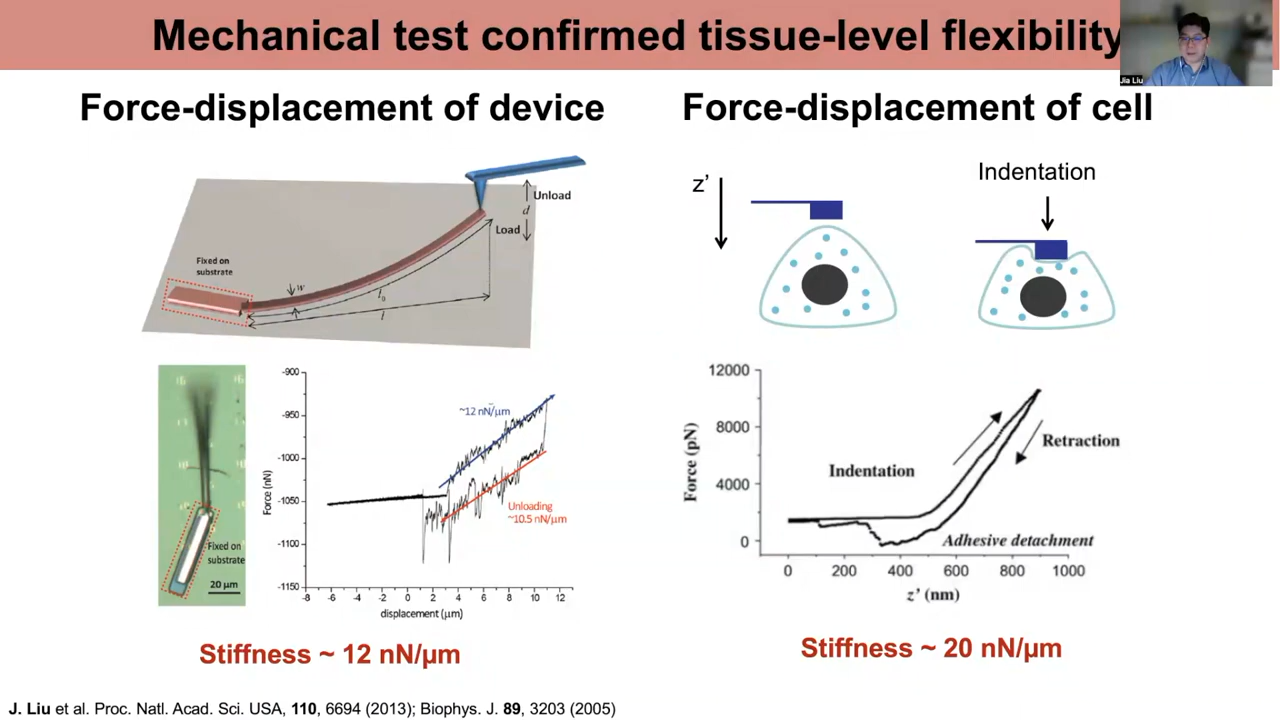 Mechanical test confirmed tissue-level flexibility
Jia Liu
Force-displacement of device
Force-displacement of cell
Unload
d
Load
Fixed on
substrate
w
l₀
l
z’
Indentation
Fixed on
substrate
20 µm
-900
-950
-1000
-1050
-1100
-1150
Force (nN)
-8 -6 -4 -2 0 2 4 6 8 10 12
displacement (µm)
~12 nN/µm
Unloading
~10.5 nN/µm
12000
8000
4000
0
Force (pN)
Indentation
Retraction
Adhesive detachment
0 200 400 600 800 1000
z’ (nm)
Stiffness ~ 12 nN/µm
Stiffness ~ 20 nN/µm
J. Liu et al. Proc. Natl. Acad. Sci. USA, 110, 6694 (2013); Biophys. J. 89, 3203 (2005)